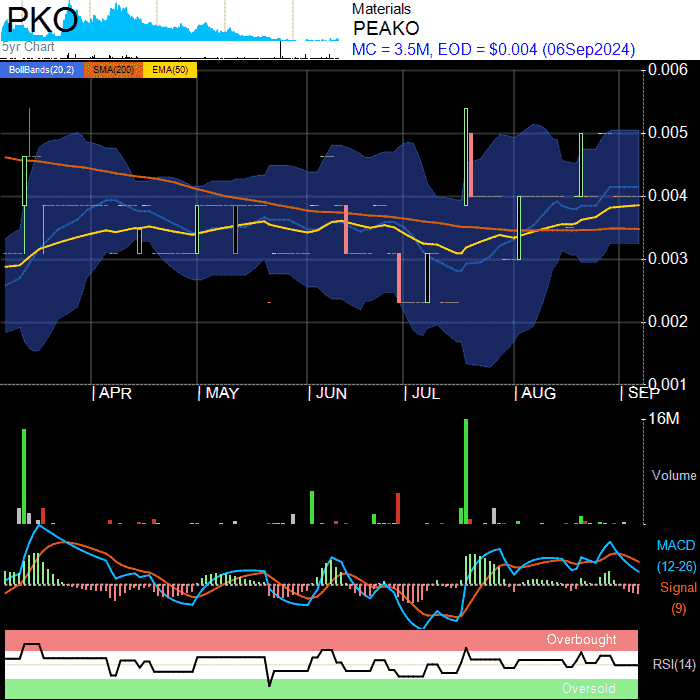 PKO
5yr Chart
Materials
PEAKO
MC = 3.5M, EOD = $0.004 (06Sep2024)
BollBands(20,2) SMA(200) EMA(50)
0.006
0.005
0.004
0.003
0.002
0.001
APR MAY JUN JUL AUG SEP
16M
Volume
MACD
(12-26)
Signal
(9)
Overbought
RSI(14)
Oversold